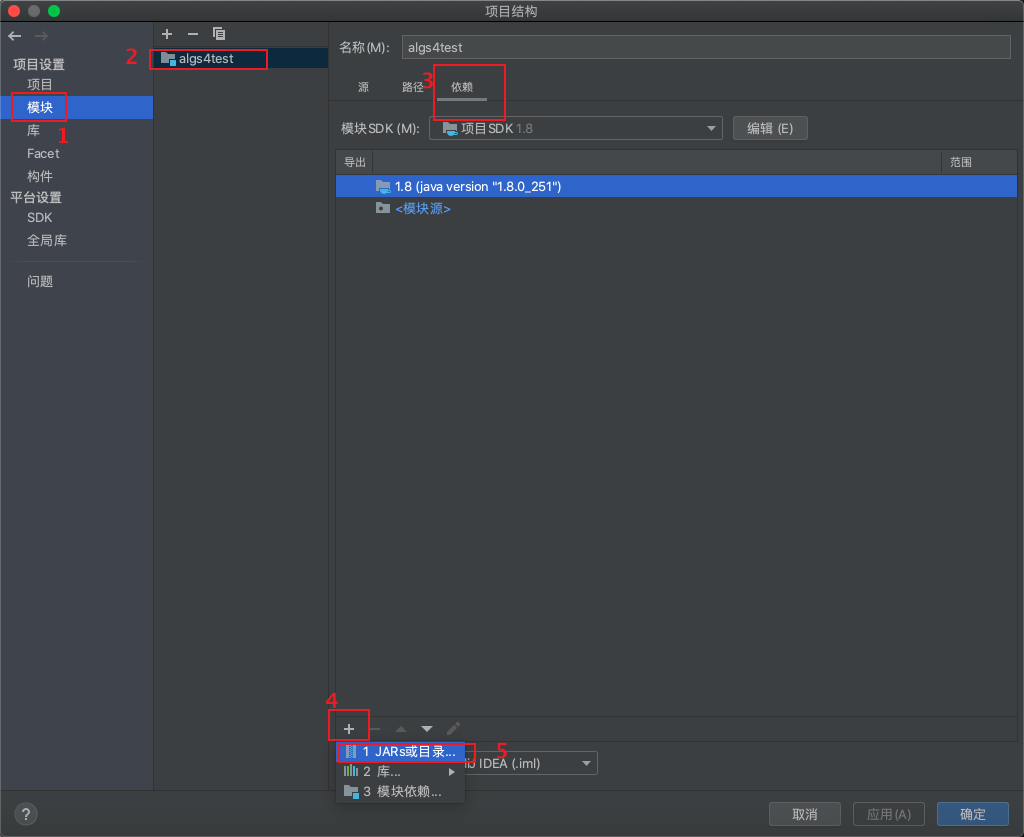 项目结构
项目设置
项目
模块
1
库
Facet
构件
平台设置
SDK
全局库
问题
2
algs4test
名称(M):
algs4test
源
路径
3
依赖
模块SDK (M):
项目SDK 1.8
编辑 (E)
导出
范围
1.8 (java version "1.8.0_251")
<模块源>
4
1 JARs或目录...
5
2 库...
3 模块依赖...
IDEA (.iml)
?
取消
应用(A)
确定